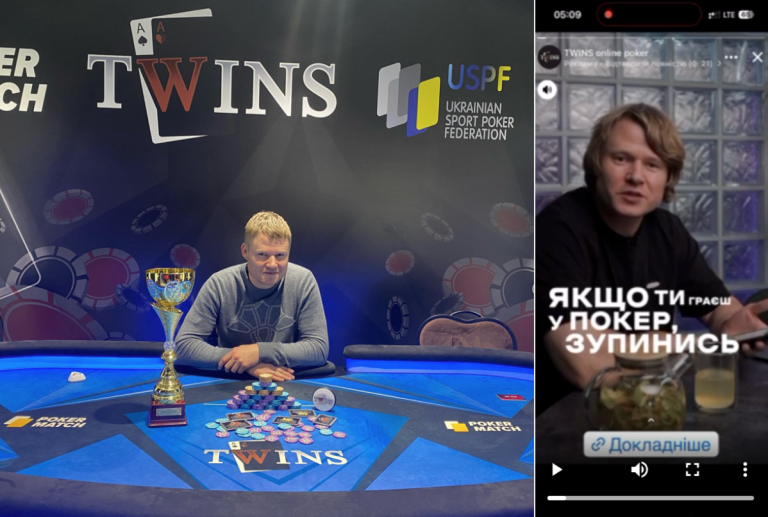 ER
MATCH
A
A
TWINS
USPF
UKRAINIAN
SPORT POKER
FEDERATION
POKER
MATCH
POKER
MATCH
TWINS
05:09
LTE
TWINS online poker
ЯКЩО ТИ ГРАЄШ
У ПОКЕР,
ЗУПИНИСЬ
Докладніше